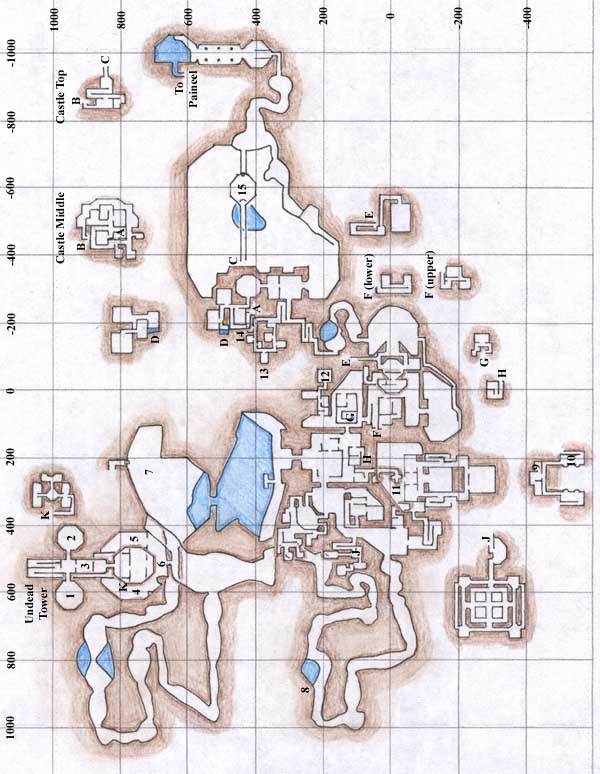 1000
800
600
400
200
0
-200
-400
-1000
-800
-600
-400
-200
0
200
400
600
800
1000
Castle Top
B
C
To
Paineel
Castle Middle
B
A
15
C
E
F (lower)
F (upper)
D
D
14
A
13
E
12
G
H
G
F
H
7
K
11
9
10
Undead
Tower
2
3
1
5
K
4
6
J
J
8